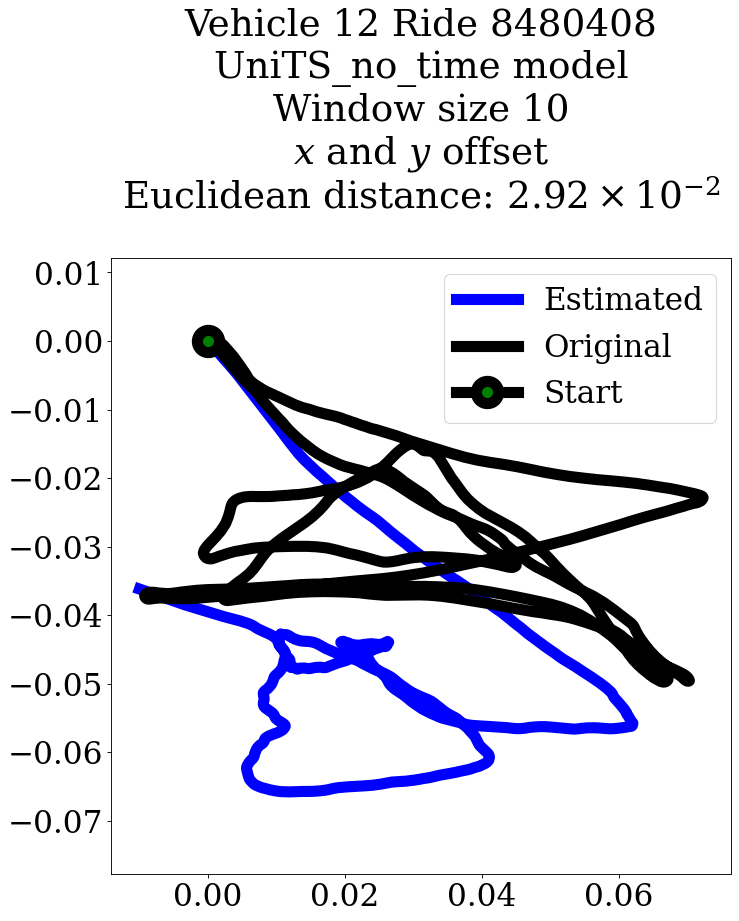 Vehicle 12 Ride 8480408
UniTS_no_time model
Window size 10
x and y offset
Euclidean distance: 2.92 × 10⁻²
Estimated
Original
Start
0.01
0.00
−0.01
−0.02
−0.03
−0.04
−0.05
−0.06
−0.07
0.00 0.02 0.04 0.06